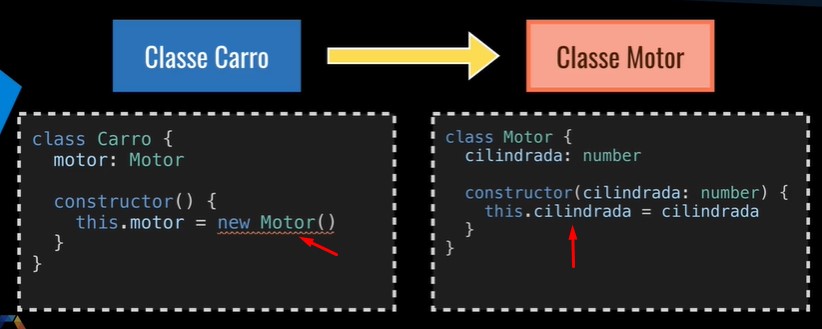 Classe Carro
Classe Motor
class Carro {
  motor: Motor
  constructor() {
    this.motor = new Motor()
  }
}
class Motor {
  cilindrada: number
  constructor(cilindrada: number) {
    this.cilindrada = cilindrada
  }
}